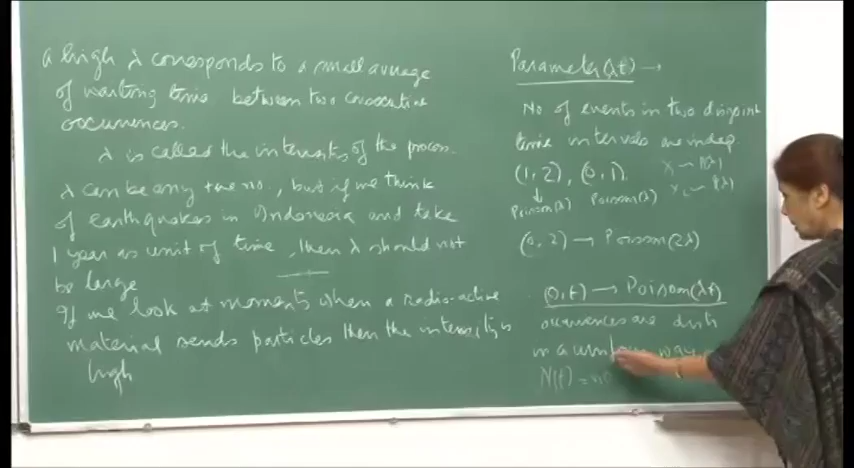 a high λ corresponds to a small average
of waiting time between two consecutive
occurrences.
λ is called the intensity of the process.
λ can be any +ve no., but if we think
of earthquakes in Indonesia and take
1 year as unit of time, then λ should not
be large
If we look at moments when a radio-active
material sends particles then the intensity is
high
Parameter(λt) →
No of events in two disjoint
time intervals are indep.
(1, 2), (0, 1).
Poisson(λ) Poisson(λ)
(0, 2) → Poisson(2λ)
(0, t) → Poisson(λt)
occurrences are distr
in a uniform way
N(t) = no